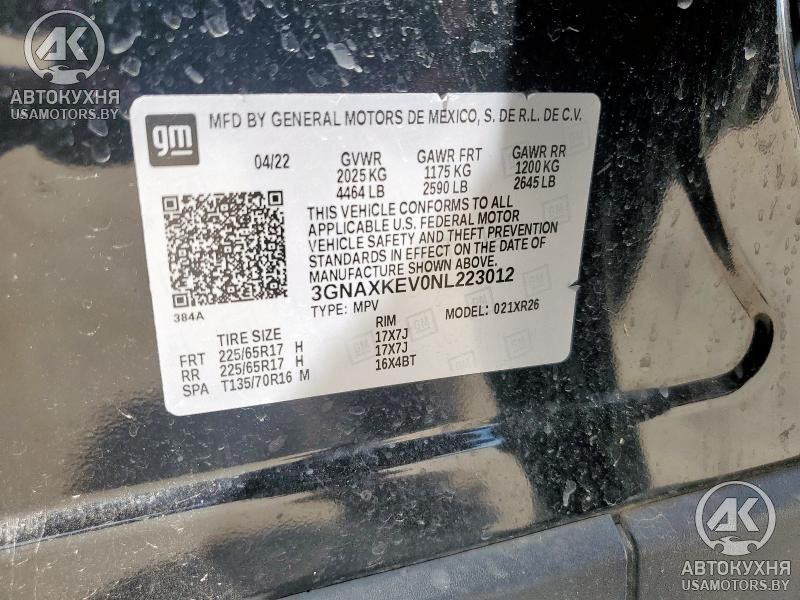 AK
АВТОКУХНЯ
USAMOTORS.BY
gm
MFD BY GENERAL MOTORS DE MEXICO, S. DE R.L. DE C.V.
04/22 GVWR GAWR FRT GAWR RR
2025KG 1175 KG 1200 KG
4464 LB 2590 LB 2645 LB
THIS VEHICLE CONFORMS TO ALL
APPLICABLE U.S. FEDERAL MOTOR
VEHICLE SAFETY AND THEFT PREVENTION
STANDARDS IN EFFECT ON THE DATE OF
MANUFACTURE SHOWN ABOVE.
3GNAXKEV0NL223012
384A
TYPE: MPV MODEL: 021XR26
TIRE SIZE RIM
FRT 225/65R17 H 17X7J
RR 225/65R17 H 17X7J
SPA T135/70R16 M 16X4BT
AK
АВТОКУХНЯ
USAMOTORS.BY